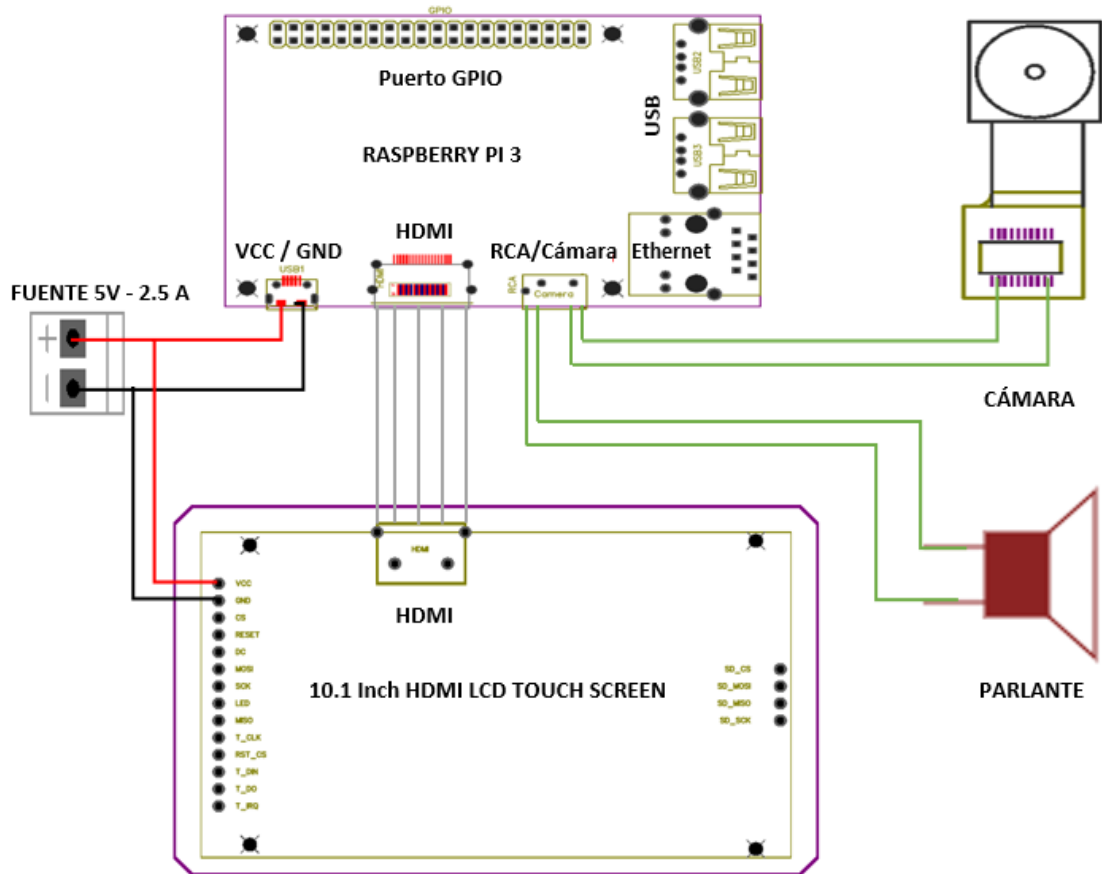 GPIO
Puerto GPIO
USB2
USB
RASPBERRY PI 3
USB3
HDMI
VCC / GND
RCA/Cámara Ethernet
USB1
HDMI
RCA
Camera
FUENTE 5V - 2.5 A
+
-
CÁMARA
HDMI
VCC
GND
HDMI
CS
RESET
DC
MOSI
SCK
LED
MISO
T_CLK
RST_CS
T_DIN
T_DO
T_IRQ
10.1 Inch HDMI LCD TOUCH SCREEN
SD_CS
SD_MOSI
SD_MISO
SD_SCK
PARLANTE